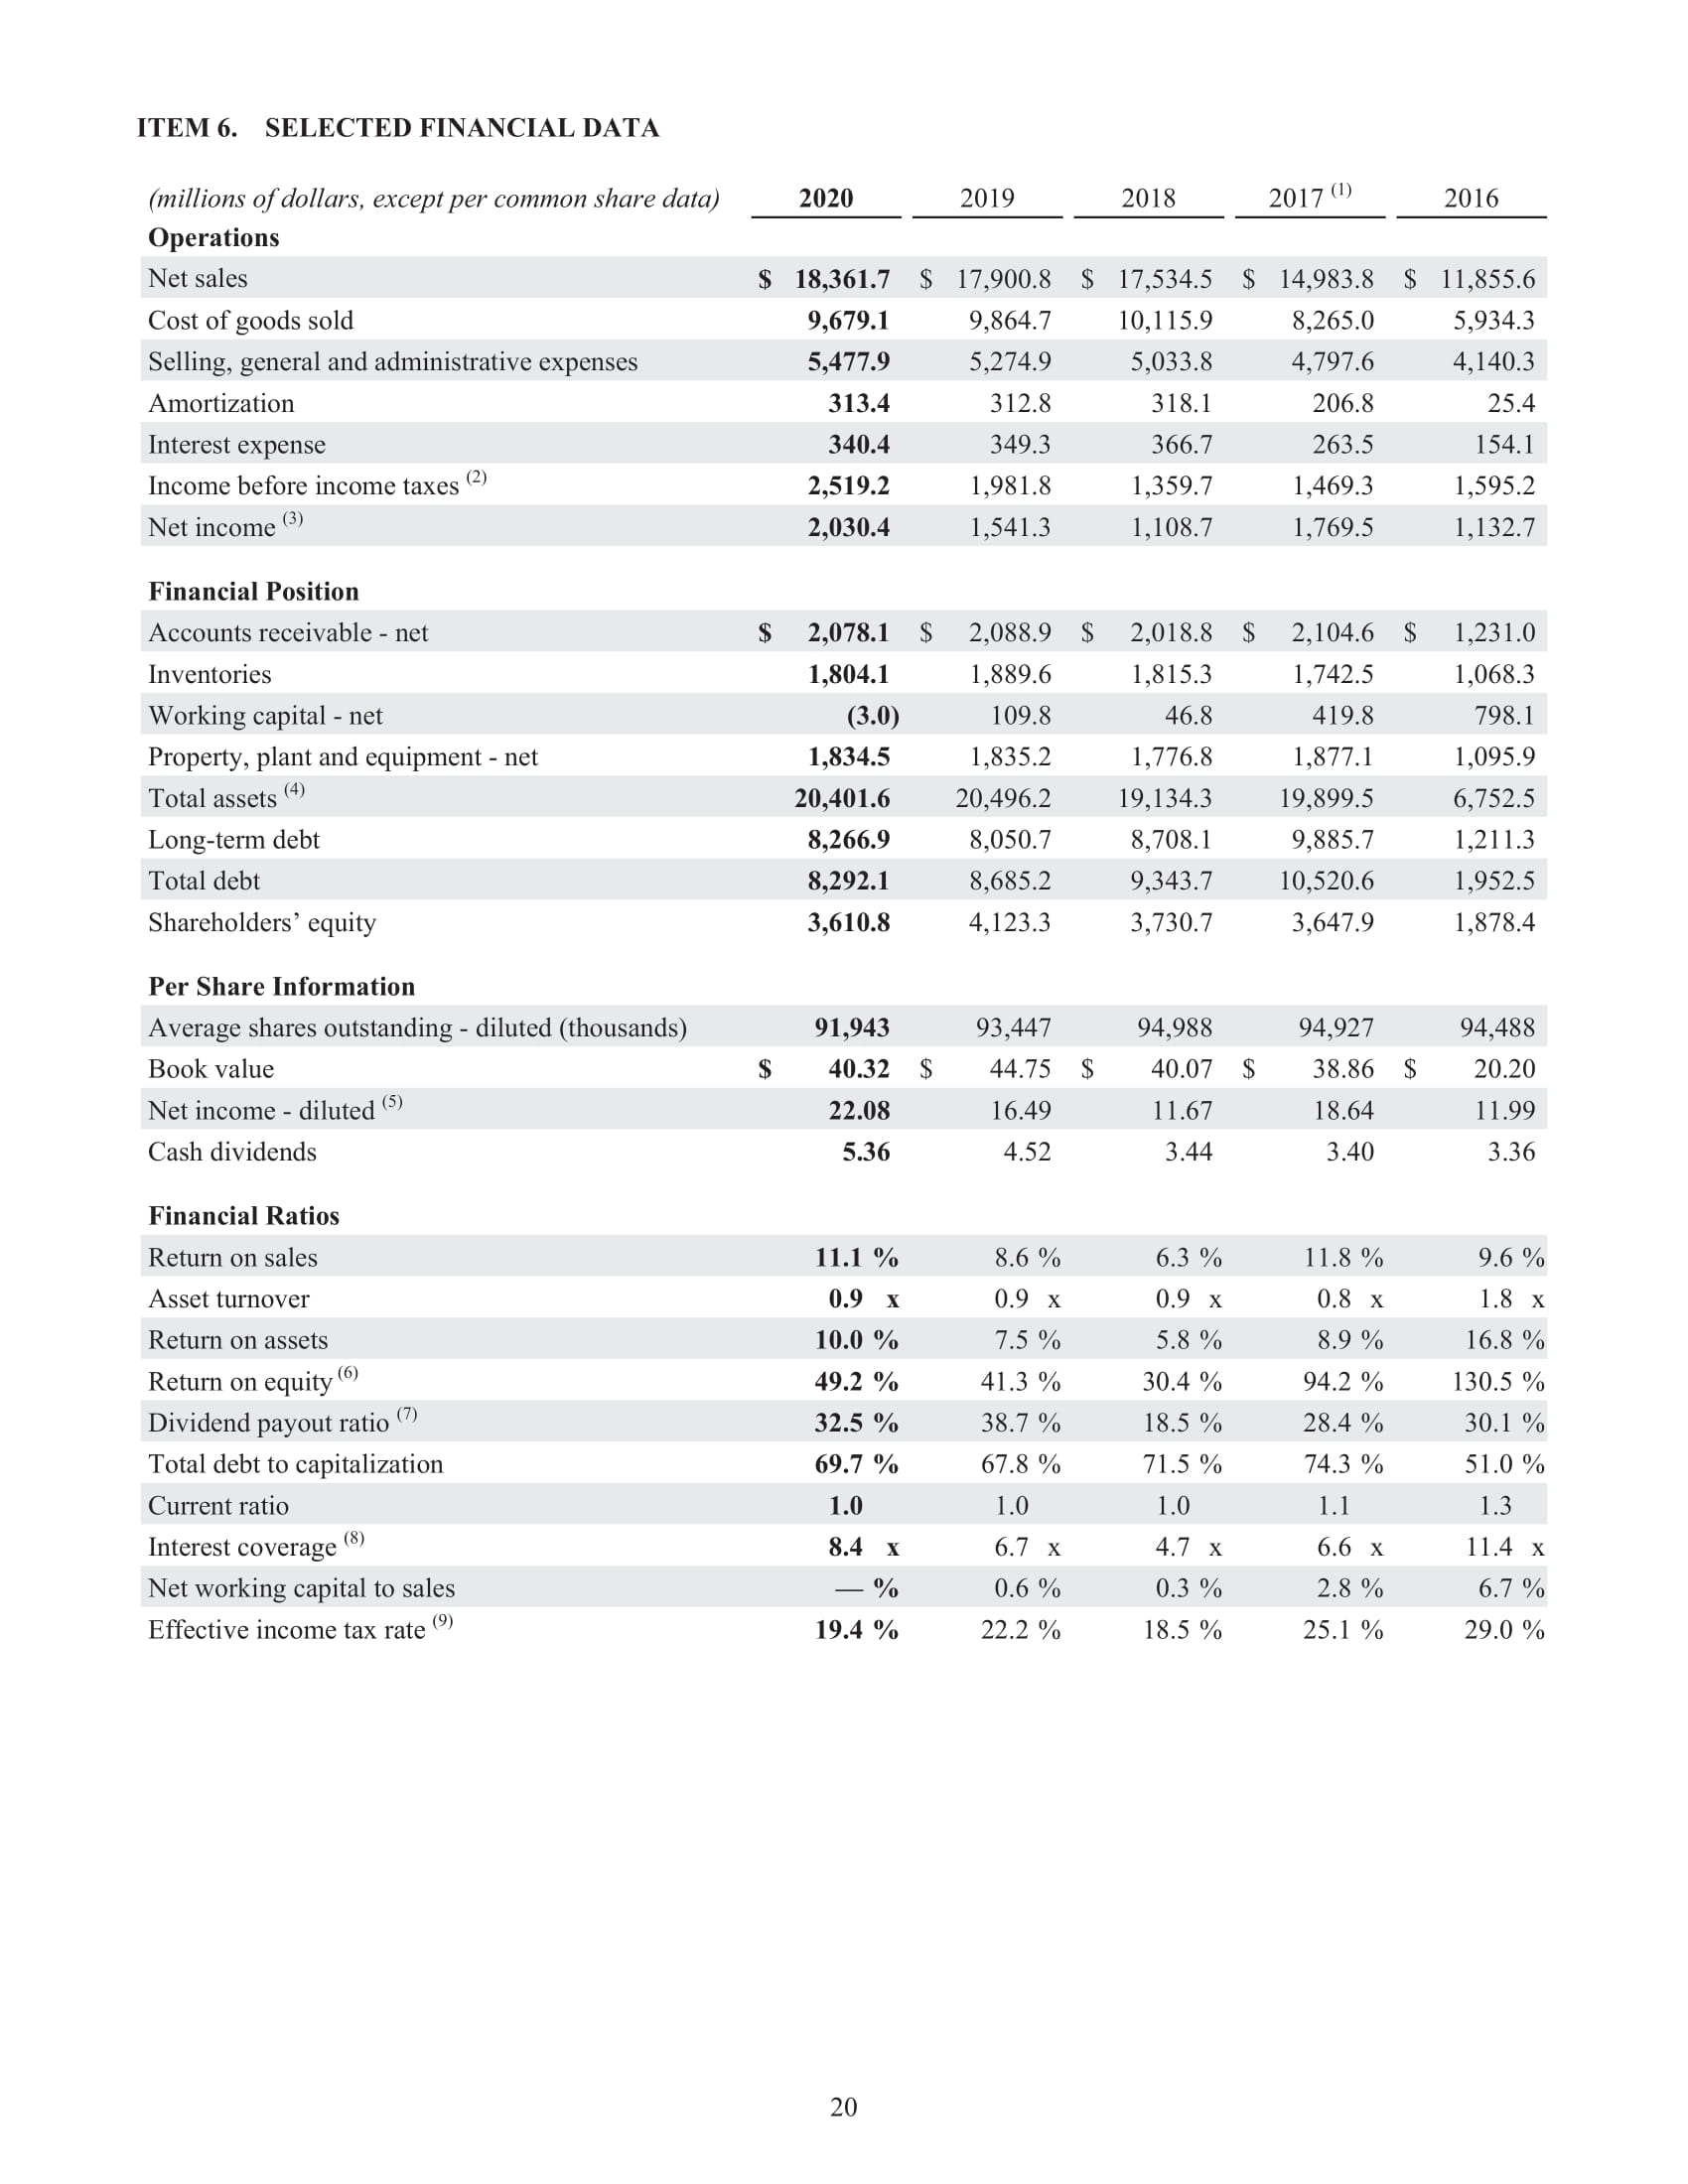 ITEM 6. SELECTED FINANCIAL DATA
(millions of dollars, except per common share data) 2020 2019 2018 2017 (1) 2016
Operations
Net sales $ 18,361.7 $ 17,900.8 $ 17,534.5 $ 14,983.8 $ 11,855.6
Cost of goods sold 9,679.1 9,864.7 10,115.9 8,265.0 5,934.3
Selling, general and administrative expenses 5,477.9 5,274.9 5,033.8 4,797.6 4,140.3
Amortization 313.4 312.8 318.1 206.8 25.4
Interest expense 340.4 349.3 366.7 263.5 154.1
Income before income taxes (2) 2,519.2 1,981.8 1,359.7 1,469.3 1,595.2
Net income (3) 2,030.4 1,541.3 1,108.7 1,769.5 1,132.7
Financial Position
Accounts receivable - net $ 2,078.1 $ 2,088.9 $ 2,018.8 $ 2,104.6 $ 1,231.0
Inventories 1,804.1 1,889.6 1,815.3 1,742.5 1,068.3
Working capital - net (3.0) 109.8 46.8 419.8 798.1
Property, plant and equipment - net 1,834.5 1,835.2 1,776.8 1,877.1 1,095.9
Total assets (4) 20,401.6 20,496.2 19,134.3 19,899.5 6,752.5
Long-term debt 8,266.9 8,050.7 8,708.1 9,885.7 1,211.3
Total debt 8,292.1 8,685.2 9,343.7 10,520.6 1,952.5
Shareholders’ equity 3,610.8 4,123.3 3,730.7 3,647.9 1,878.4
Per Share Information
Average shares outstanding - diluted (thousands) 91,943 93,447 94,988 94,927 94,488
Book value $ 40.32 $ 44.75 $ 40.07 $ 38.86 $ 20.20
Net income - diluted (5) 22.08 16.49 11.67 18.64 11.99
Cash dividends 5.36 4.52 3.44 3.40 3.36
Financial Ratios
Return on sales 11.1 % 8.6 % 6.3 % 11.8 % 9.6 %
Asset turnover 0.9 x 0.9 x 0.9 x 0.8 x 1.8 x
Return on assets 10.0 % 7.5 % 5.8 % 8.9 % 16.8 %
Return on equity (6) 49.2 % 41.3 % 30.4 % 94.2 % 130.5 %
Dividend payout ratio (7) 32.5 % 38.7 % 18.5 % 28.4 % 30.1 %
Total debt to capitalization 69.7 % 67.8 % 71.5 % 74.3 % 51.0 %
Current ratio 1.0 1.0 1.0 1.1 1.3
Interest coverage (8) 8.4 x 6.7 x 4.7 x 6.6 x 11.4 x
Net working capital to sales — % 0.6 % 0.3 % 2.8 % 6.7 %
Effective income tax rate (9) 19.4 % 22.2 % 18.5 % 25.1 % 29.0 %
20